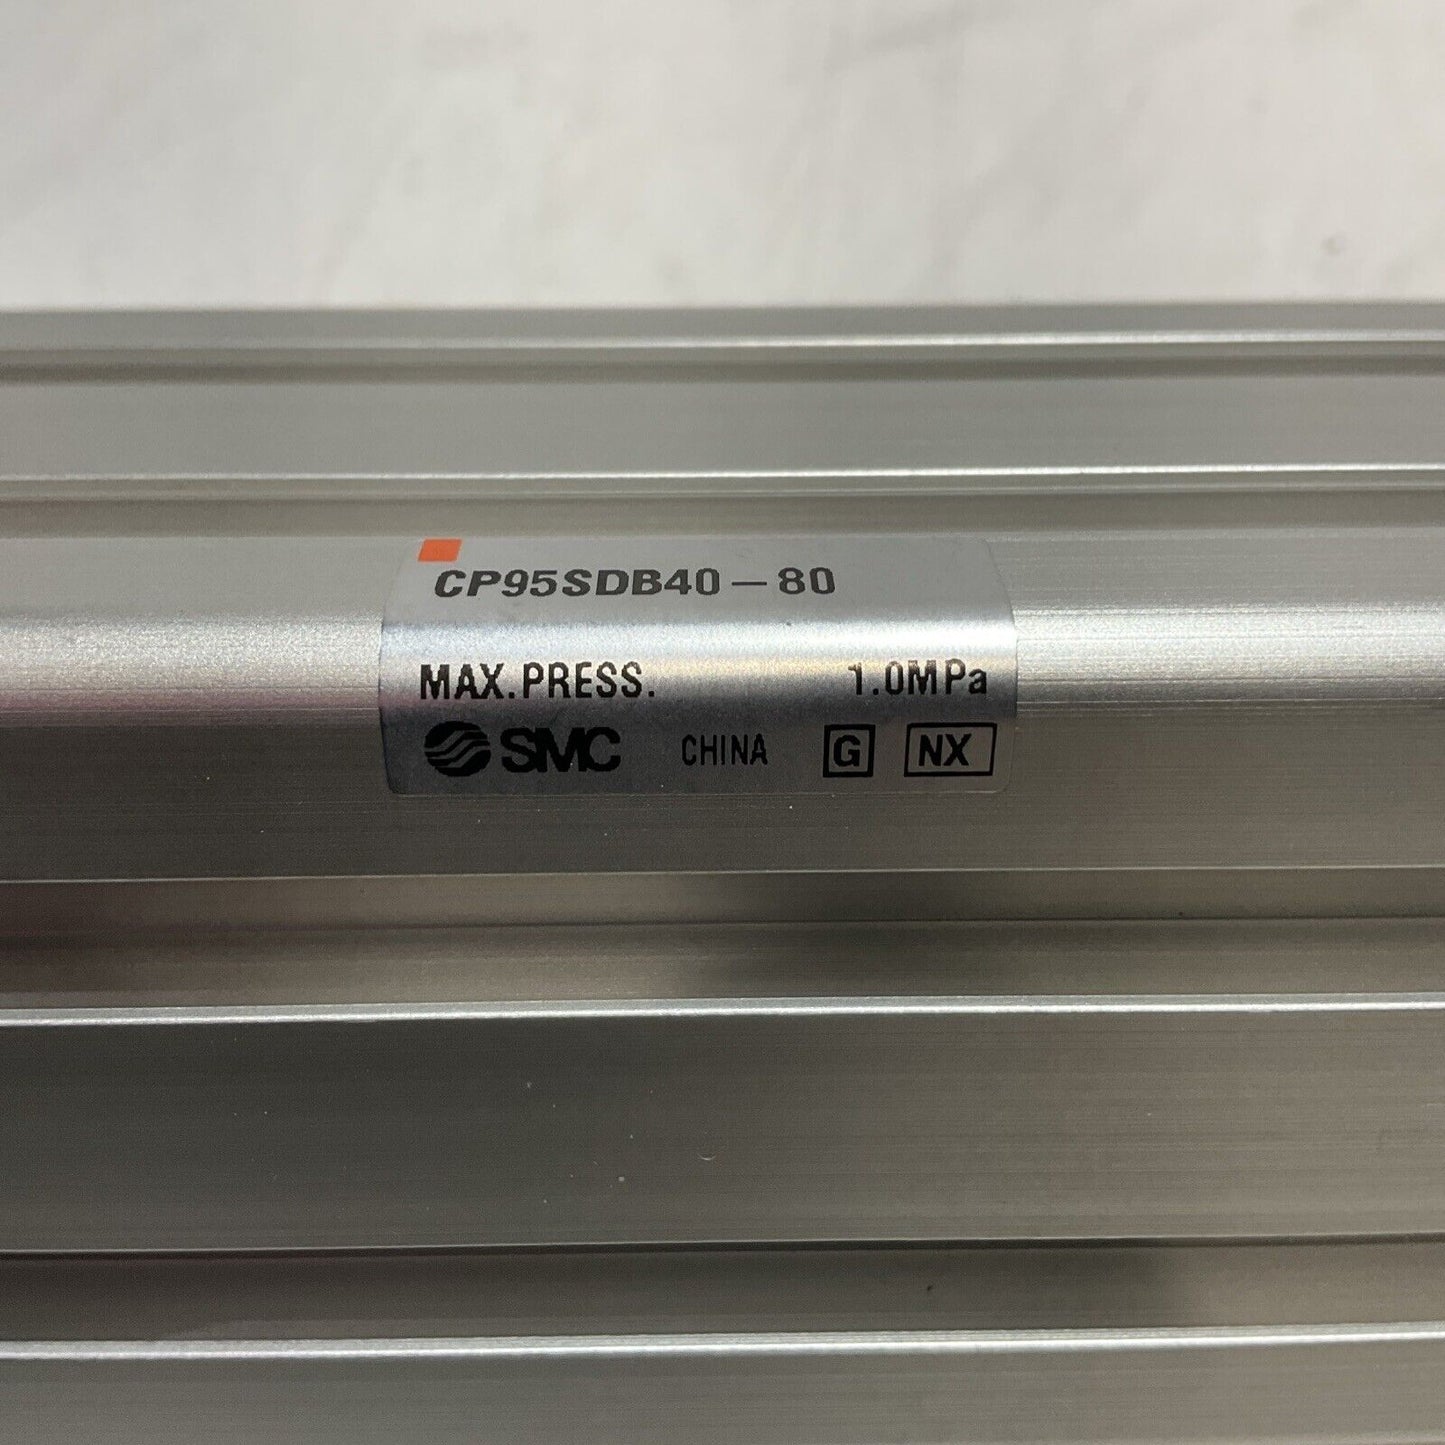 CP95SDB40-80
MAX.PRESS. 1.0MPa
SMC CHINA G NX